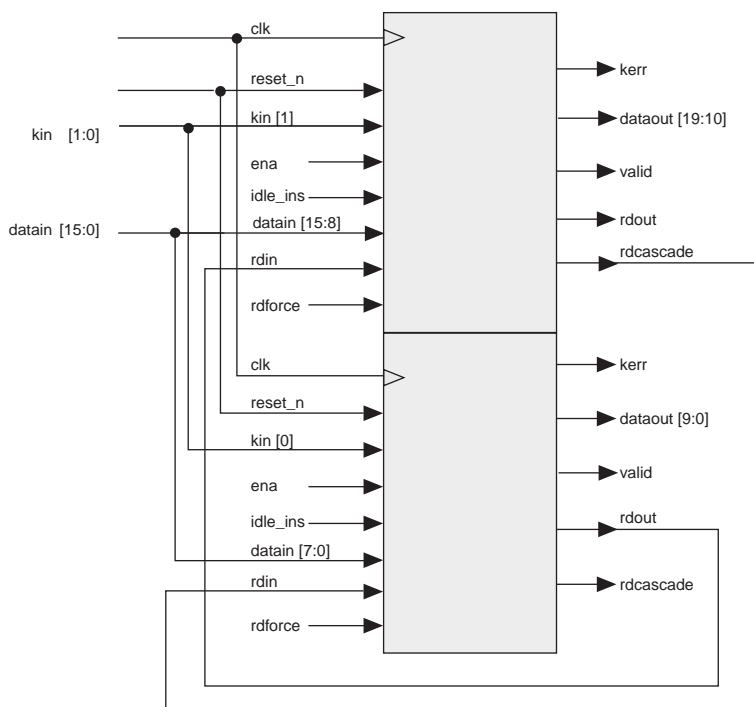 clk
reset_n
kin [1:0]
kin [1]
ena
idle_ins
datain [15:0]
datain [15:8]
rdin
rdforce
kerr
dataout [19:10]
valid
rdout
rdcascade
clk
reset_n
kin [0]
ena
idle_ins
datain [7:0]
rdin
rdforce
kerr
dataout [9:0]
valid
rdout
rdcascade